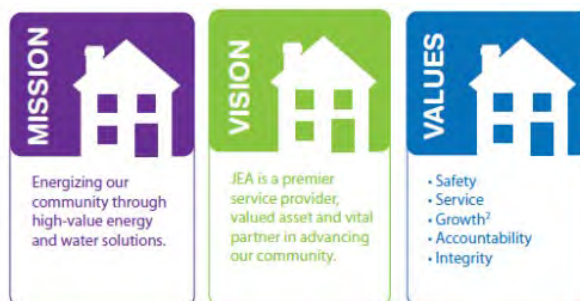 MISSION
Energizing our
community through
high-value energy
and water solutions.
VISION
JEA is a premier
service provider,
valued asset and vital
partner in advancing
our community.
VALUES
• Safety
• Service
• Growth²
• Accountability
• Integrity